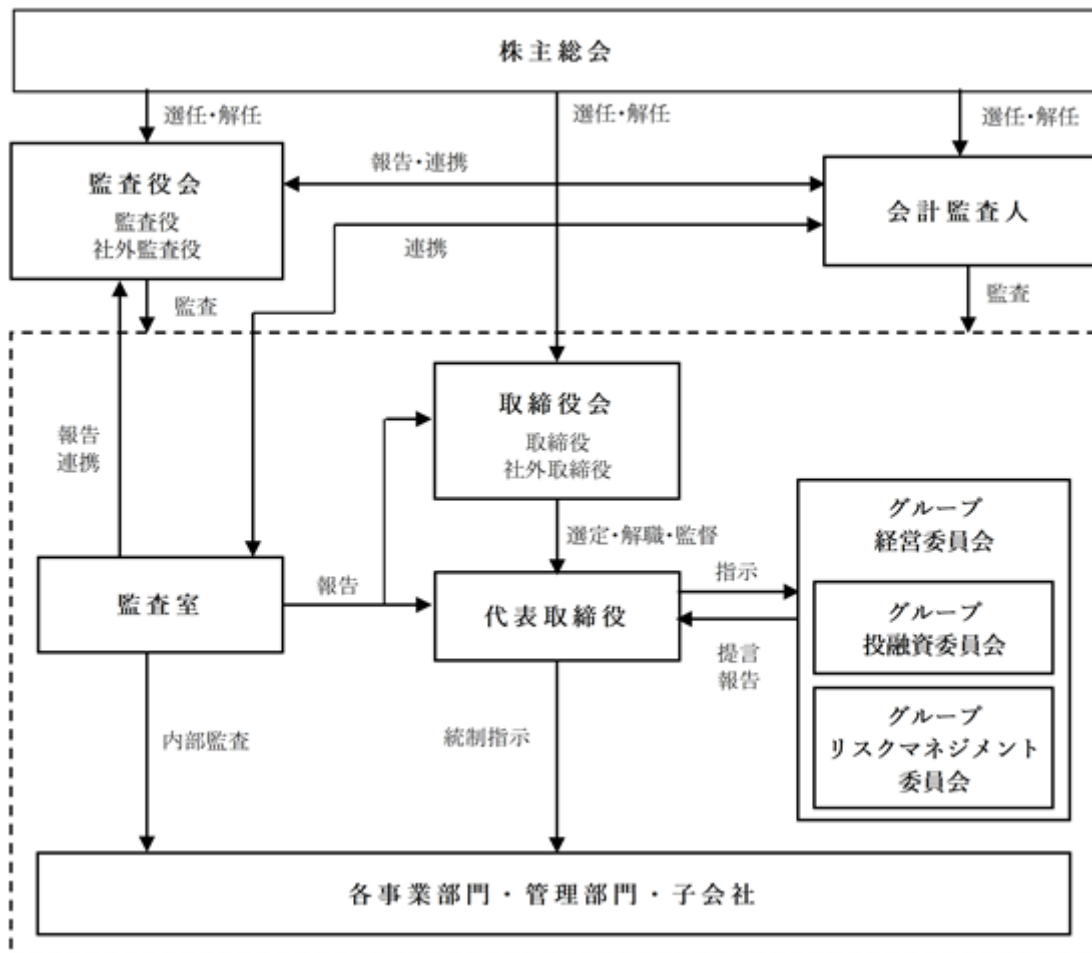 株主総会
選任・解任
選任・解任
選任・解任
監査役会
監査役
社外監査役
報告・連携
会計監査人
連携
監査
監査
取締役会
取締役
社外取締役
報告
連携
選定・解職・監督
グループ
経営委員会
監査室
報告
代表取締役
指示
提言
報告
グループ
投融資委員会
グループ
リスクマネジメント
委員会
内部監査
統制指示
各事業部門・管理部門・子会社